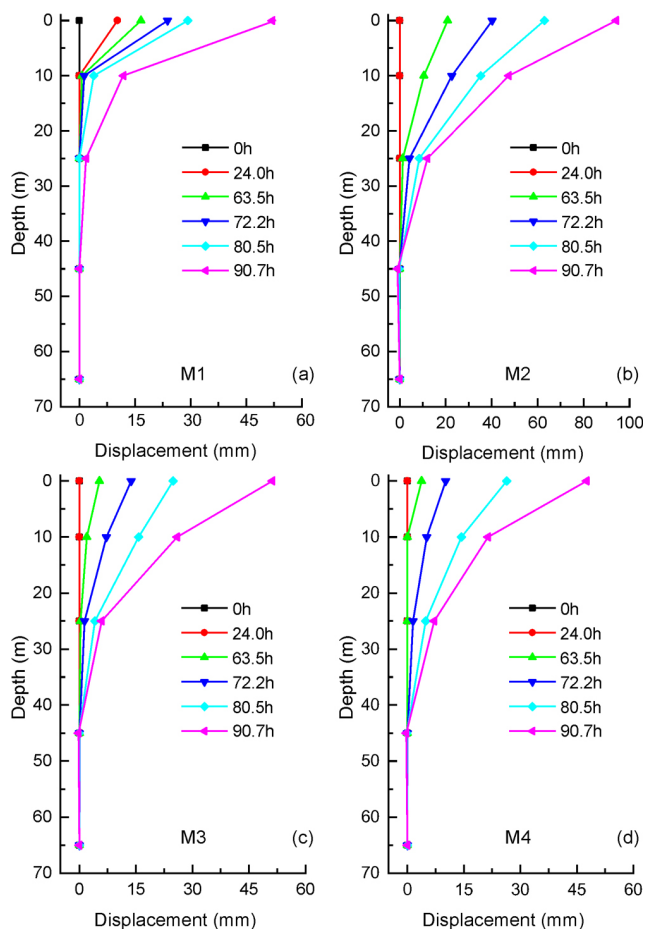 0
10
20
30
40
50
60
70
Depth (m)
0h
24.0h
63.5h
72.2h
80.5h
90.7h
M1 (a)
0 15 30 45 60
Displacement (mm)
0
10
20
30
40
50
60
70
Depth (m)
0h
24.0h
63.5h
72.2h
80.5h
90.7h
M2 (b)
0 20 40 60 80 100
Displacement (mm)
0
10
20
30
40
50
60
70
Depth (m)
0h
24.0h
63.5h
72.2h
80.5h
90.7h
M3 (c)
0 15 30 45 60
Displacement (mm)
0
10
20
30
40
50
60
70
Depth (m)
0h
24.0h
63.5h
72.2h
80.5h
90.7h
M4 (d)
0 15 30 45 60
Displacement (mm)